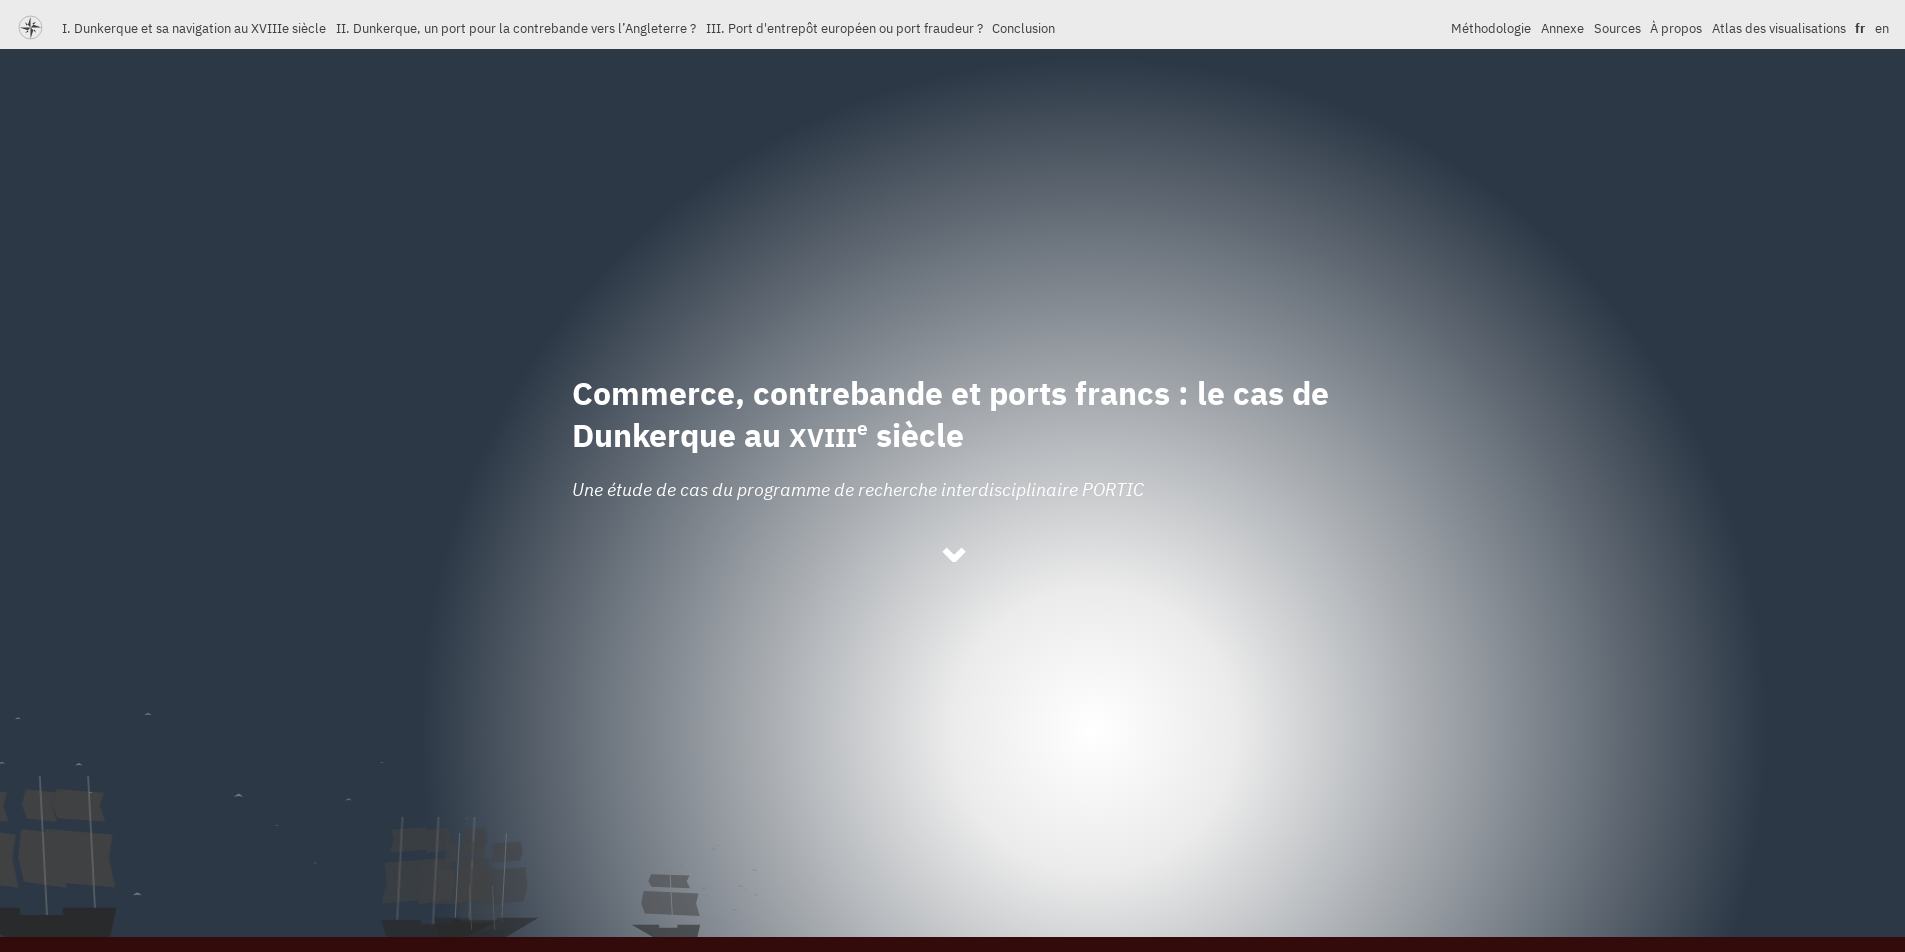 I. Dunkerque et sa navigation au XVIIIe siècle II. Dunkerque, un port pour la contrebande vers l’Angleterre ? III. Port d'entrepôt européen ou port fraudeur ? Conclusion Méthodologie Annexe Sources À propos Atlas des visualisations fr en
Commerce, contrebande et ports francs : le cas de
Dunkerque au XVIIIe siècle
Une étude de cas du programme de recherche interdisciplinaire PORTIC